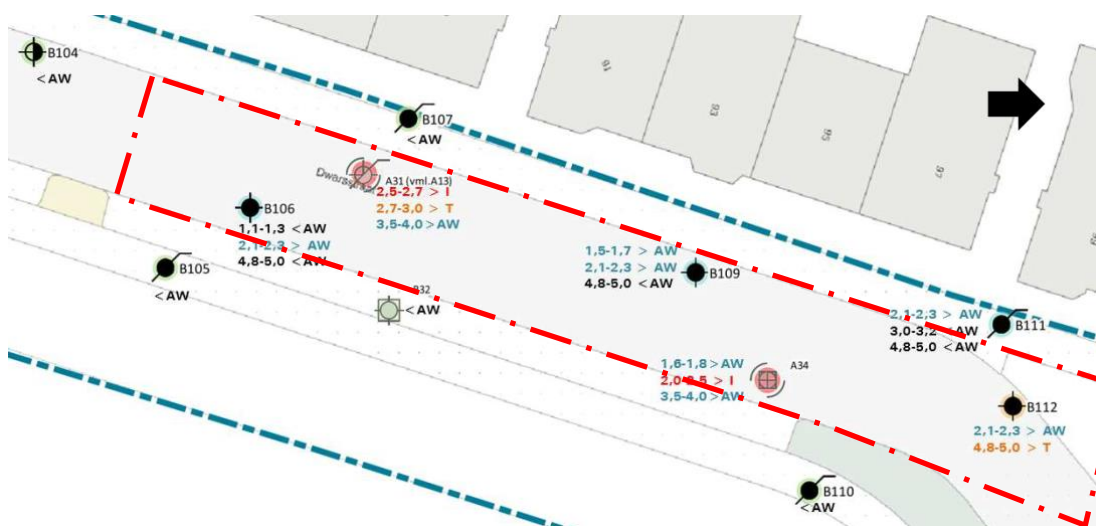 B104
< AW
B107
< AW
91
93
95
97
A31 (vml.A13)
2,5-2,7 > I
2,7-3,0 > T
3,5-4,0 >AW
B106
1,1-1,3 < AW
2,1-2,3 > AW
4,8-5,0 < AW
B105
< AW
< AW
1,5-1,7 > AW
2,1-2,3 > AW
4,8-5,0 < AW
B109
2,1-2,3 > AW
3,0-3,2 < AW
4,8-5,0 < AW
B111
1,6-1,8 >AW
> I
3,5-4,0 >AW
A34
B112
2,1-2,3 > AW
4,8-5,0 > T
B110
< AW